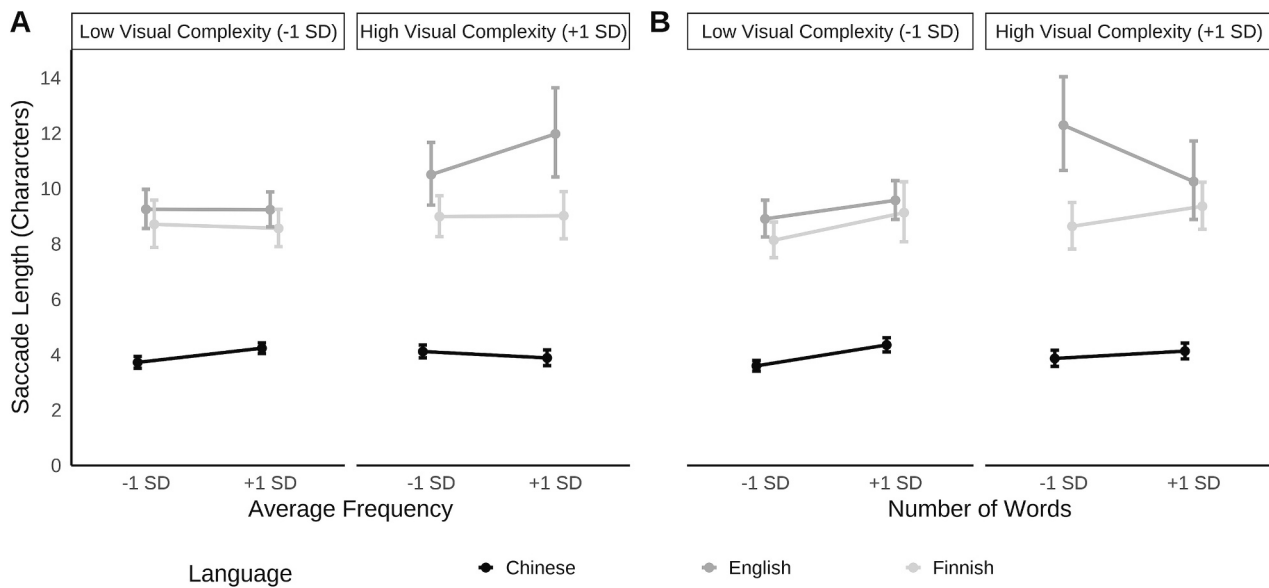 A
Low Visual Complexity (-1 SD)
High Visual Complexity (+1 SD)
B
Low Visual Complexity (-1 SD)
High Visual Complexity (+1 SD)
Saccade Length (Chararcters)
14
12
10
8
6
4
2
0
-1 SD
+1 SD
-1 SD
+1 SD
-1 SD
+1 SD
-1 SD
+1 SD
Average Frequency
Number of Words
Language
Chinese
English
Finnish